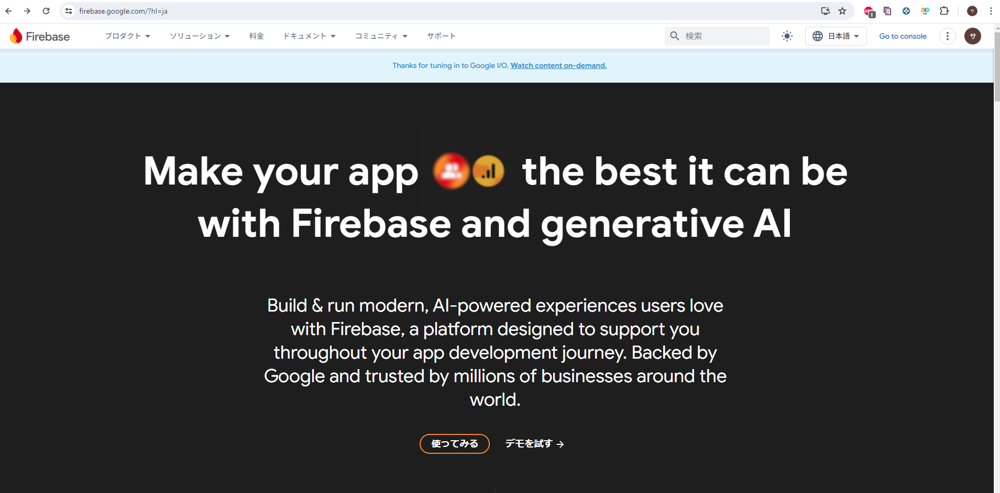 firebase.google.com/?hl=ja
ABP 1 サ
Firebase プロダクト ソリューション 料金 ドキュメント コミュニティ サポート 検索 日本語 Go to console サ
Thanks for tuning in to Google I/O. Watch content on-demand.
Make your app the best it can be
with Firebase and generative AI
Build & run modern, AI-powered experiences users love
with Firebase, a platform designed to support you
throughout your app development journey. Backed by
Google and trusted by millions of businesses around the
world.
使ってみる デモを試す →